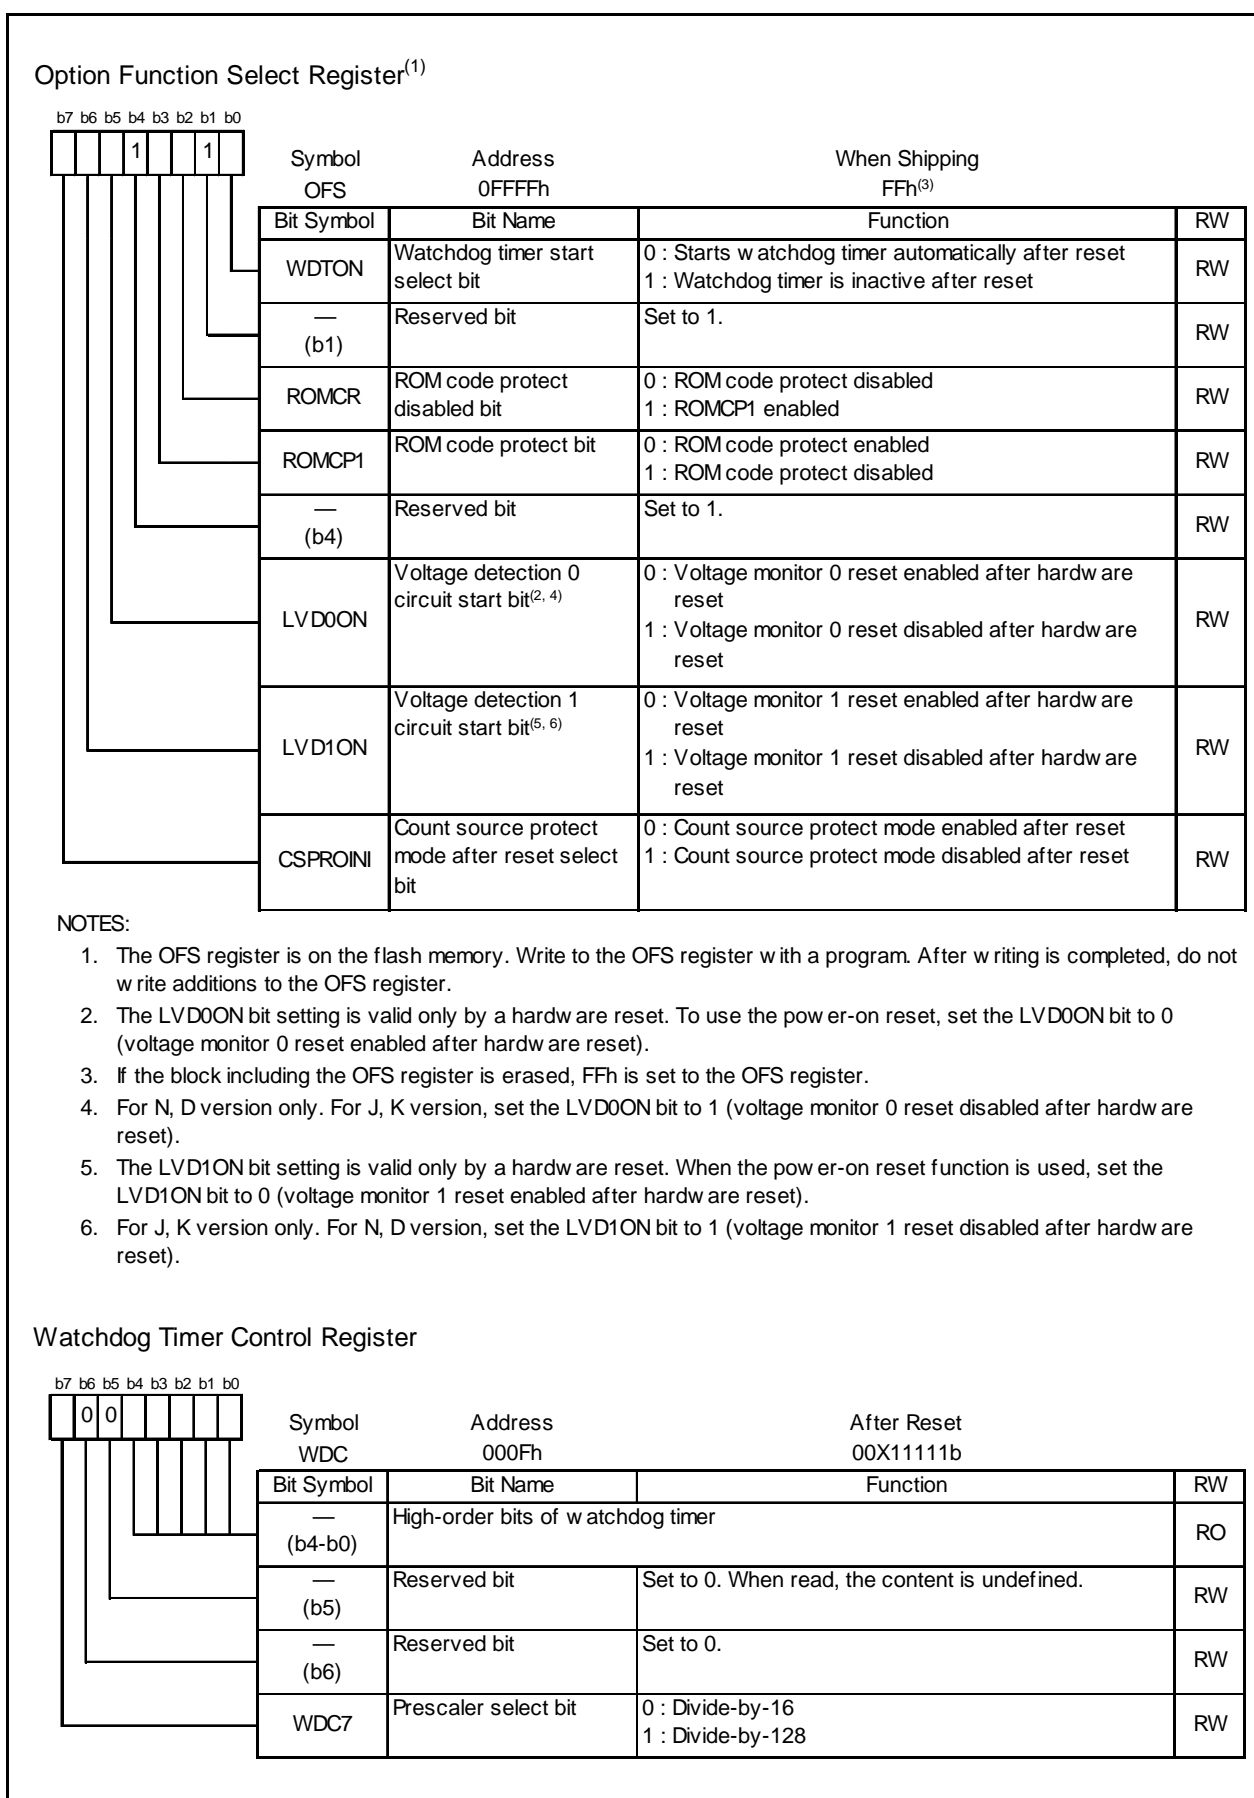 Option Function Select Register(1)
b7 b6 b5 b4 b3 b2 b1 b0
1 1
Symbol Address When Shipping
OFS 0FFFFh FFh(3)
Bit Symbol Bit Name Function RW
WDTON Watchdog timer start select bit 0 : Starts watchdog timer automatically after reset RW
1 : Watchdog timer is inactive after reset
— (b1) Reserved bit Set to 1. RW
ROMCR ROM code protect disabled bit 0 : ROM code protect disabled RW
1 : ROMCP1 enabled
ROMCP1 ROM code protect bit 0 : ROM code protect enabled RW
1 : ROM code protect disabled
— (b4) Reserved bit Set to 1. RW
LVD0ON Voltage detection 0 circuit start bit(2, 4) 0 : Voltage monitor 0 reset enabled after hardware reset RW
1 : Voltage monitor 0 reset disabled after hardware reset
LVD1ON Voltage detection 1 circuit start bit(5, 6) 0 : Voltage monitor 1 reset enabled after hardware reset RW
1 : Voltage monitor 1 reset disabled after hardware reset
CSPROINI Count source protect mode after reset select bit 0 : Count source protect mode enabled after reset RW
1 : Count source protect mode disabled after reset
NOTES:
1. The OFS register is on the flash memory. Write to the OFS register with a program. After writing is completed, do not
write additions to the OFS register.
2. The LVD0ON bit setting is valid only by a hardware reset. To use the power-on reset, set the LVD0ON bit to 0
(voltage monitor 0 reset enabled after hardware reset).
3. If the block including the OFS register is erased, FFh is set to the OFS register.
4. For N, D version only. For J, K version, set the LVD0ON bit to 1 (voltage monitor 0 reset disabled after hardware
reset).
5. The LVD1ON bit setting is valid only by a hardware reset. When the power-on reset function is used, set the
LVD1ON bit to 0 (voltage monitor 1 reset enabled after hardware reset).
6. For J, K version only. For N, D version, set the LVD1ON bit to 1 (voltage monitor 1 reset disabled after hardware
reset).
Watchdog Timer Control Register
b7 b6 b5 b4 b3 b2 b1 b0
0 0
Symbol Address After Reset
WDC 000Fh 00X11111b
Bit Symbol Bit Name Function RW
— (b4-b0) High-order bits of watchdog timer RO
— (b5) Reserved bit Set to 0. When read, the content is undefined. RW
— (b6) Reserved bit Set to 0. RW
WDC7 Prescaler select bit 0 : Divide-by-16 RW
1 : Divide-by-128